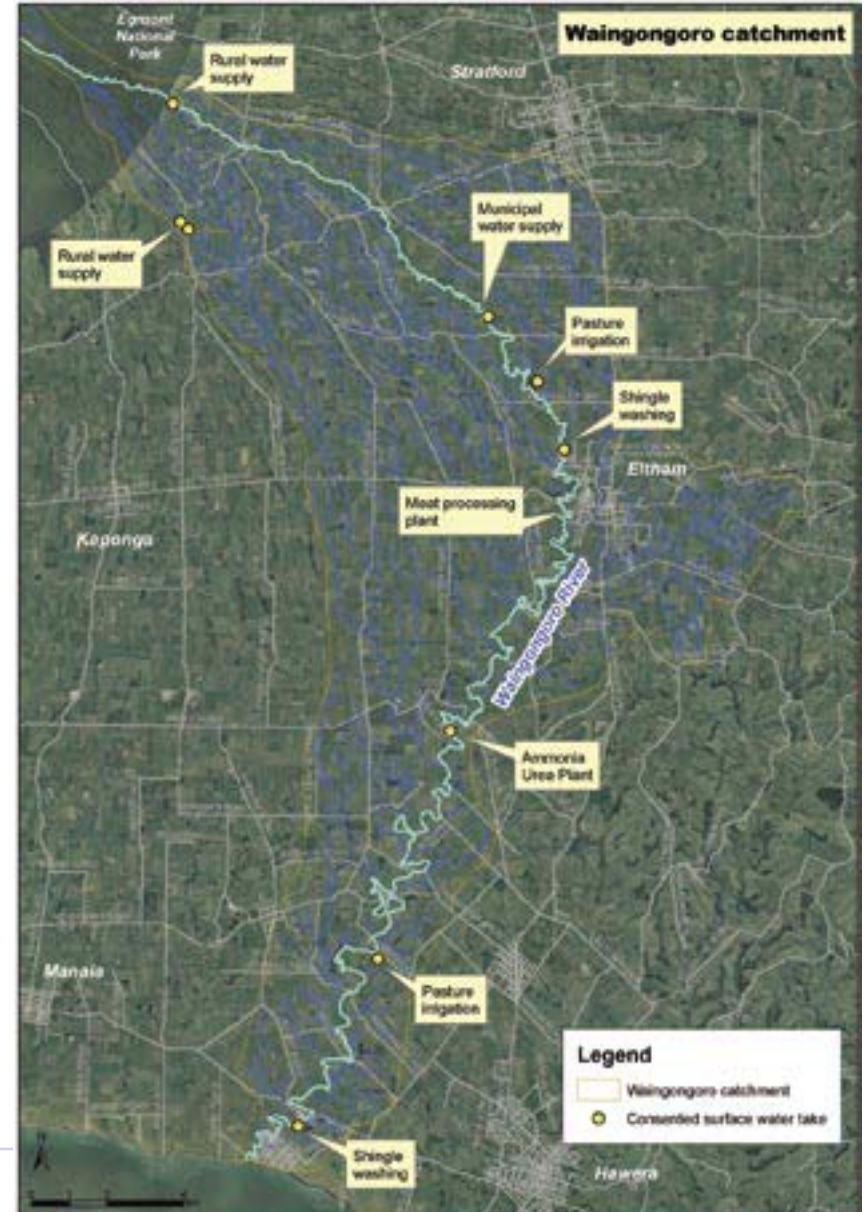 Waingongoro catchment
Egmont
National
Park
Rural water
supply
Stratford
Municipal
water supply
Rural water
supply
Pasture
irrigation
Shingle
washing
Eltham
Meat processing
plant
Kaponga
Waingongoro River
Ammonia
Urea Plant
Manaia
Pasture
irrigation
Legend
Waingongoro catchment
Consented surface water take
Shingle
washing
Hawera
N